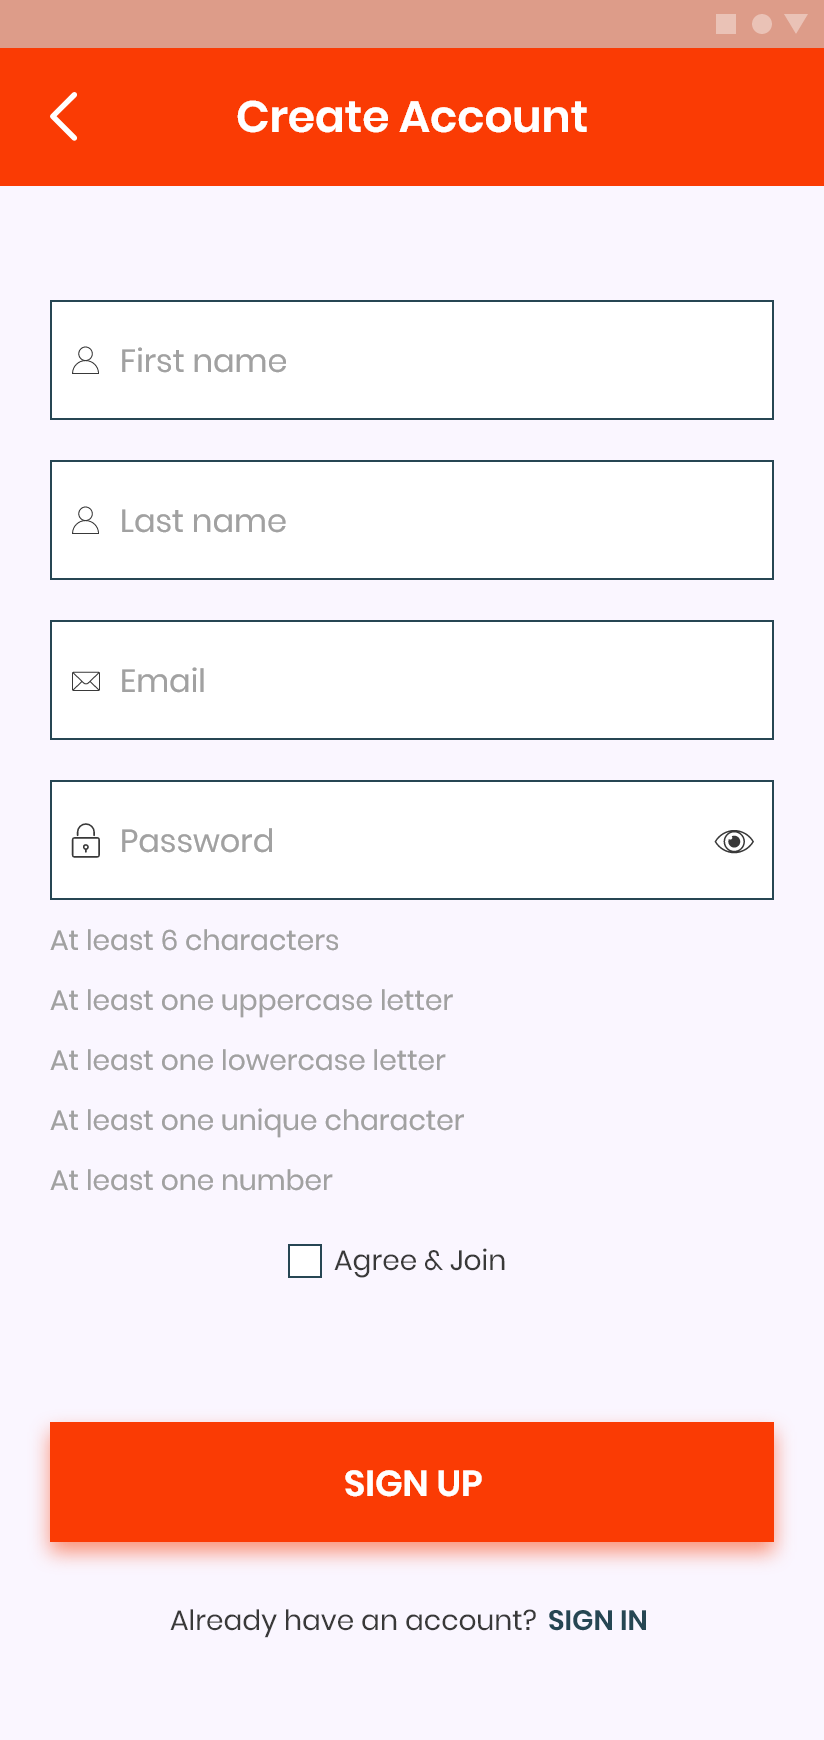 Create Account
First name
Last name
Email
Password
At least 6 characters
At least one uppercase letter
At least one lowercase letter
At least one unique character
At least one number
Agree & Join
SIGN UP
Already have an account? SIGN IN